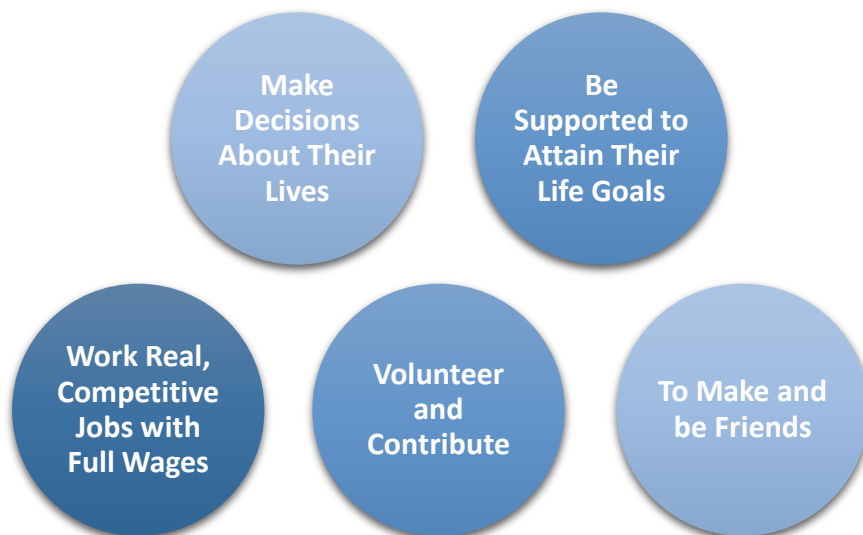 Make
Decisions
About Their
Lives
Be
Supported to
Attain Their
Life Goals
Work Real,
Competitive
Jobs with
Full Wages
Volunteer
and
Contribute
To Make and
be Friends